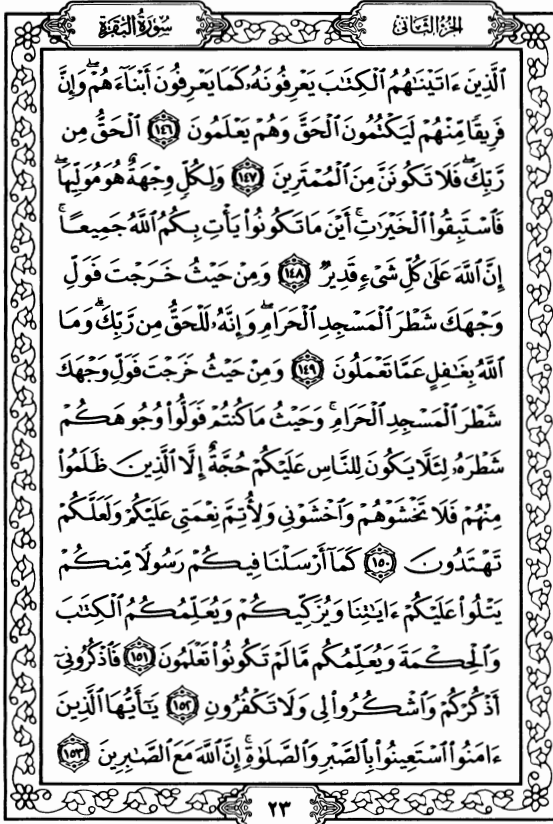 سُورَةُ البَقَرَةِ
الجُزْءُ الثَّانِي
ٱلَّذِينَ ءَاتَيْنَٰهُمُ ٱلْكِتَٰبَ يَعْرِفُونَهُۥ كَمَا يَعْرِفُونَ أَبْنَآءَهُمْ ۖ وَإِنَّ
فَرِيقًا مِّنْهُمْ لَيَكْتُمُونَ ٱلْحَقَّ وَهُمْ يَعْلَمُونَ ١٤٦ ٱلْحَقُّ مِن
رَّبِّكَ ۖ فَلَا تَكُونَنَّ مِنَ ٱلْمُمْتَرِينَ ١٤٧ وَلِكُلٍّ وِجْهَةٌ هُوَ مُوَلِّيهَا ۖ
فَٱسْتَبِقُوا۟ ٱلْخَيْرَٰتِ ۚ أَيْنَ مَا تَكُونُوا۟ يَأْتِ بِكُمُ ٱللَّهُ جَمِيعًا ۚ
إِنَّ ٱللَّهَ عَلَىٰ كُلِّ شَىْءٍ قَدِيرٌ ١٤٨ وَمِنْ حَيْثُ خَرَجْتَ فَوَلِّ
وَجْهَكَ شَطْرَ ٱلْمَسْجِدِ ٱلْحَرَامِ ۖ وَإِنَّهُۥ لَلْحَقُّ مِن رَّبِّكَ ۗ وَمَا
ٱللَّهُ بِغَٰفِلٍ عَمَّا تَعْمَلُونَ ١٤٩ وَمِنْ حَيْثُ خَرَجْتَ فَوَلِّ وَجْهَكَ
شَطْرَ ٱلْمَسْجِدِ ٱلْحَرَامِ ۚ وَحَيْثُ مَا كُنتُمْ فَوَلُّوا۟ وُجُوهَكُمْ
شَطْرَهُۥ لِئَلَّا يَكُونَ لِلنَّاسِ عَلَيْكُمْ حُجَّةٌ إِلَّا ٱلَّذِينَ ظَلَمُوا۟
مِنْهُمْ فَلَا تَخْشَوْهُمْ وَٱخْشَوْنِى وَلِأُتِمَّ نِعْمَتِى عَلَيْكُمْ وَلَعَلَّكُمْ
تَهْتَدُونَ ١٥٠ كَمَآ أَرْسَلْنَا فِيكُمْ رَسُولًا مِّنكُمْ
يَتْلُوا۟ عَلَيْكُمْ ءَايَٰتِنَا وَيُزَكِّيكُمْ وَيُعَلِّمُكُمُ ٱلْكِتَٰبَ
وَٱلْحِكْمَةَ وَيُعَلِّمُكُم مَّا لَمْ تَكُونُوا۟ تَعْلَمُونَ ١٥١ فَٱذْكُرُونِىٓ
أَذْكُرْكُمْ وَٱشْكُرُوا۟ لِى وَلَا تَكْفُرُونِ ١٥٢ يَٰٓأَيُّهَا ٱلَّذِينَ
ءَامَنُوا۟ ٱسْتَعِينُوا۟ بِٱلصَّبْرِ وَٱلصَّلَوٰةِ ۚ إِنَّ ٱللَّهَ مَعَ ٱلصَّٰبِرِينَ ١٥٣
٢٣